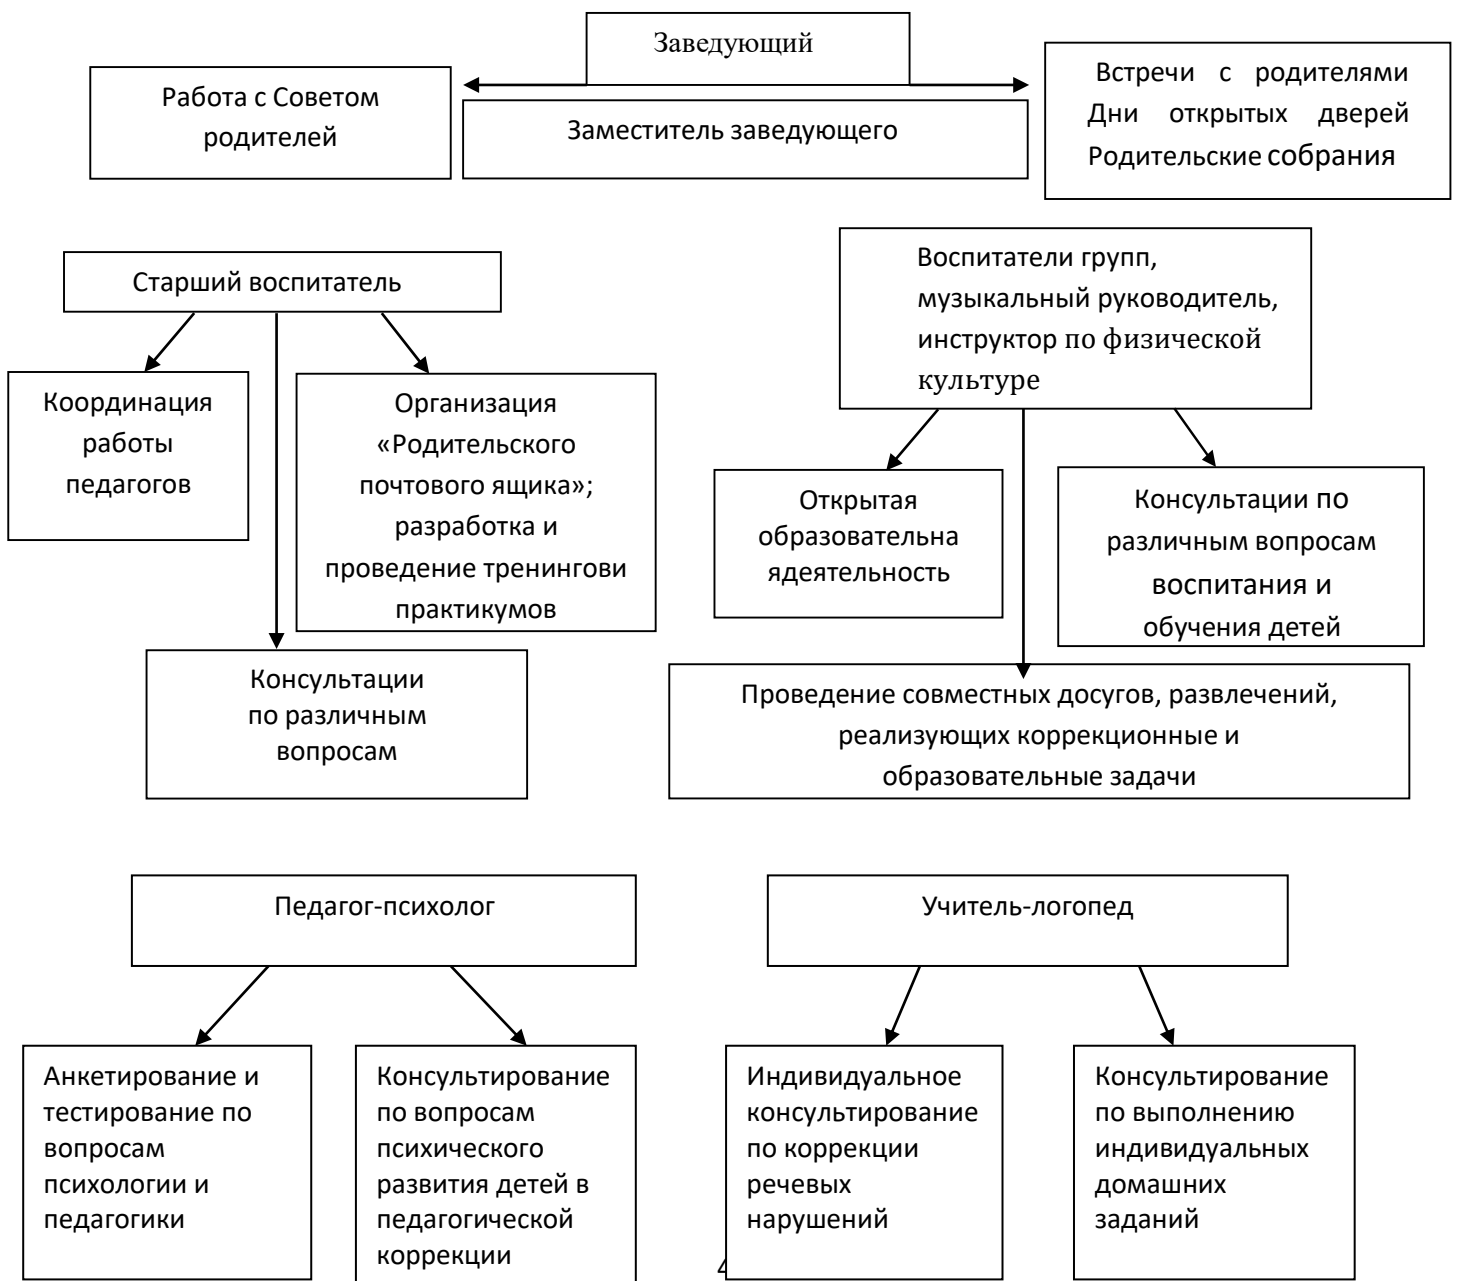 Заведующий
Работа с Советом
родителей
Заместитель заведующего
Встречи с родителями
Дни открытых дверей
Родительские собрания
Старший воспитатель
Координация
работы
педагогов
Организация
«Родительского
почтового ящика»;
разработка и
проведение тренингови
практикумов
Консультации
по различным
вопросам
Воспитатели групп,
музыкальный руководитель,
инструктор по физической
культуре
Открытая
образовательна
ядеятельность
Консультации по
различным вопросам
воспитания и
обучения детей
Проведение совместных досугов, развлечений,
реализующих коррекционные и
образовательные задачи
Педагог-психолог
Анкетирование и
тестирование по
вопросам
психологии и
педагогики
Консультирование
по вопросам
психического
развития детей в
педагогической
коррекции
Учитель-логопед
Индивидуальное
консультирование
по коррекции
речевых
нарушений
Консультирование
по выполнению
индивидуальных
домашних
заданий